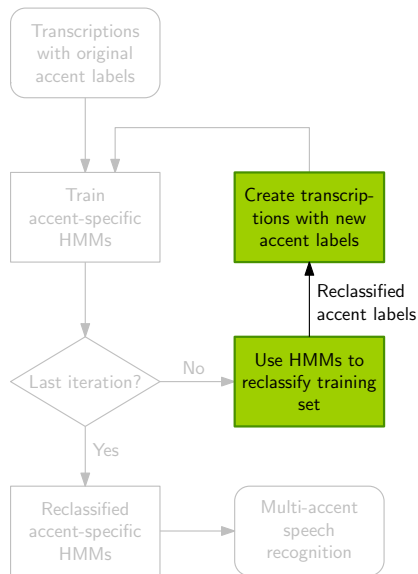 Transcriptions
with original
accent labels
Train
accent-specific
HMMs
Create transcrip-
tions with new
accent labels
Reclassified
accent labels
Last iteration?
No
Use HMMs to
reclassify training
set
Yes
Reclassified
accent-specific
HMMs
Multi-accent
speech
recognition